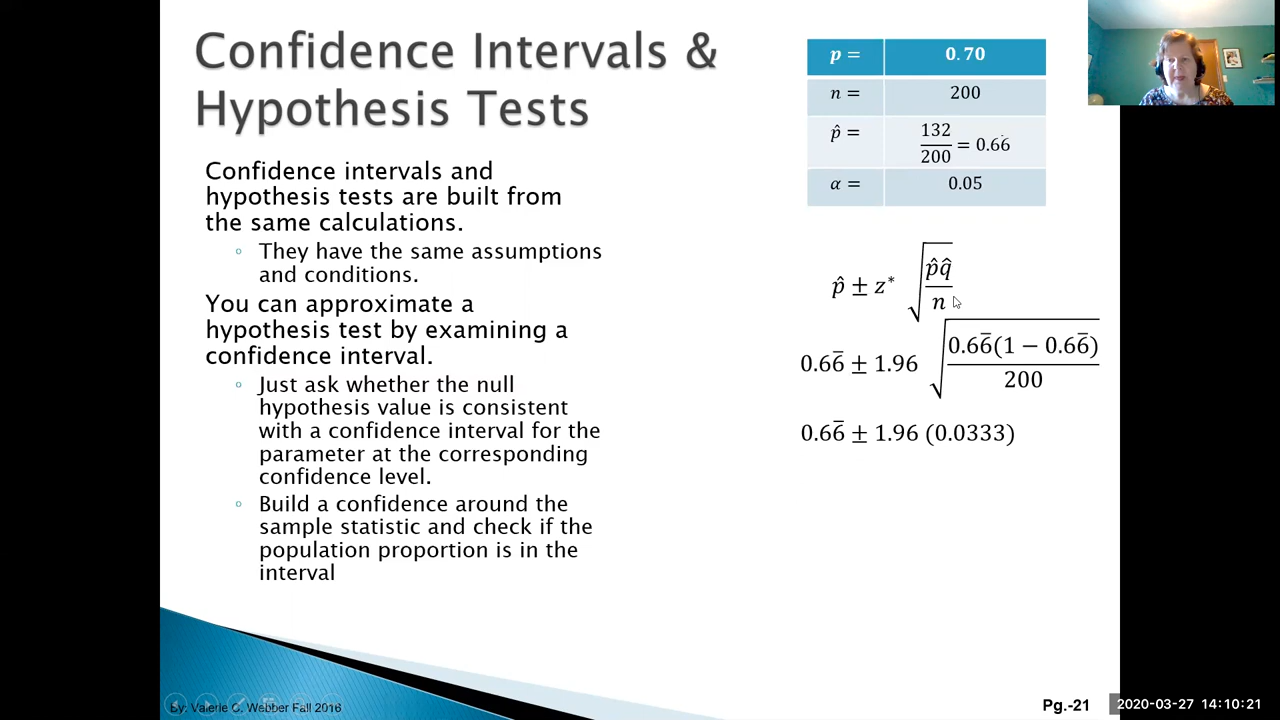 Confidence Intervals &
Hypothesis Tests
Confidence intervals and
hypothesis tests are built from
the same calculations.
They have the same assumptions
and conditions.
You can approximate a
hypothesis test by examining a
confidence interval.
Just ask whether the null
hypothesis value is consistent
with a confidence interval for the
parameter at the corresponding
confidence level.
Build a confidence around the
sample statistic and check if the
population proportion is in the
interval
p = 0.70
n = 200
p̂ = 132/200 = 0.66̇
α = 0.05
p̂ ± z* √(p̂q̂/n)
0.66̅ ± 1.96 √(0.66̅(1 − 0.66̅)/200)
0.66̅ ± 1.96 (0.0333)
By: Valerie C. Webber Fall 2016
Pg.-21
2020-03-27 14:10:21